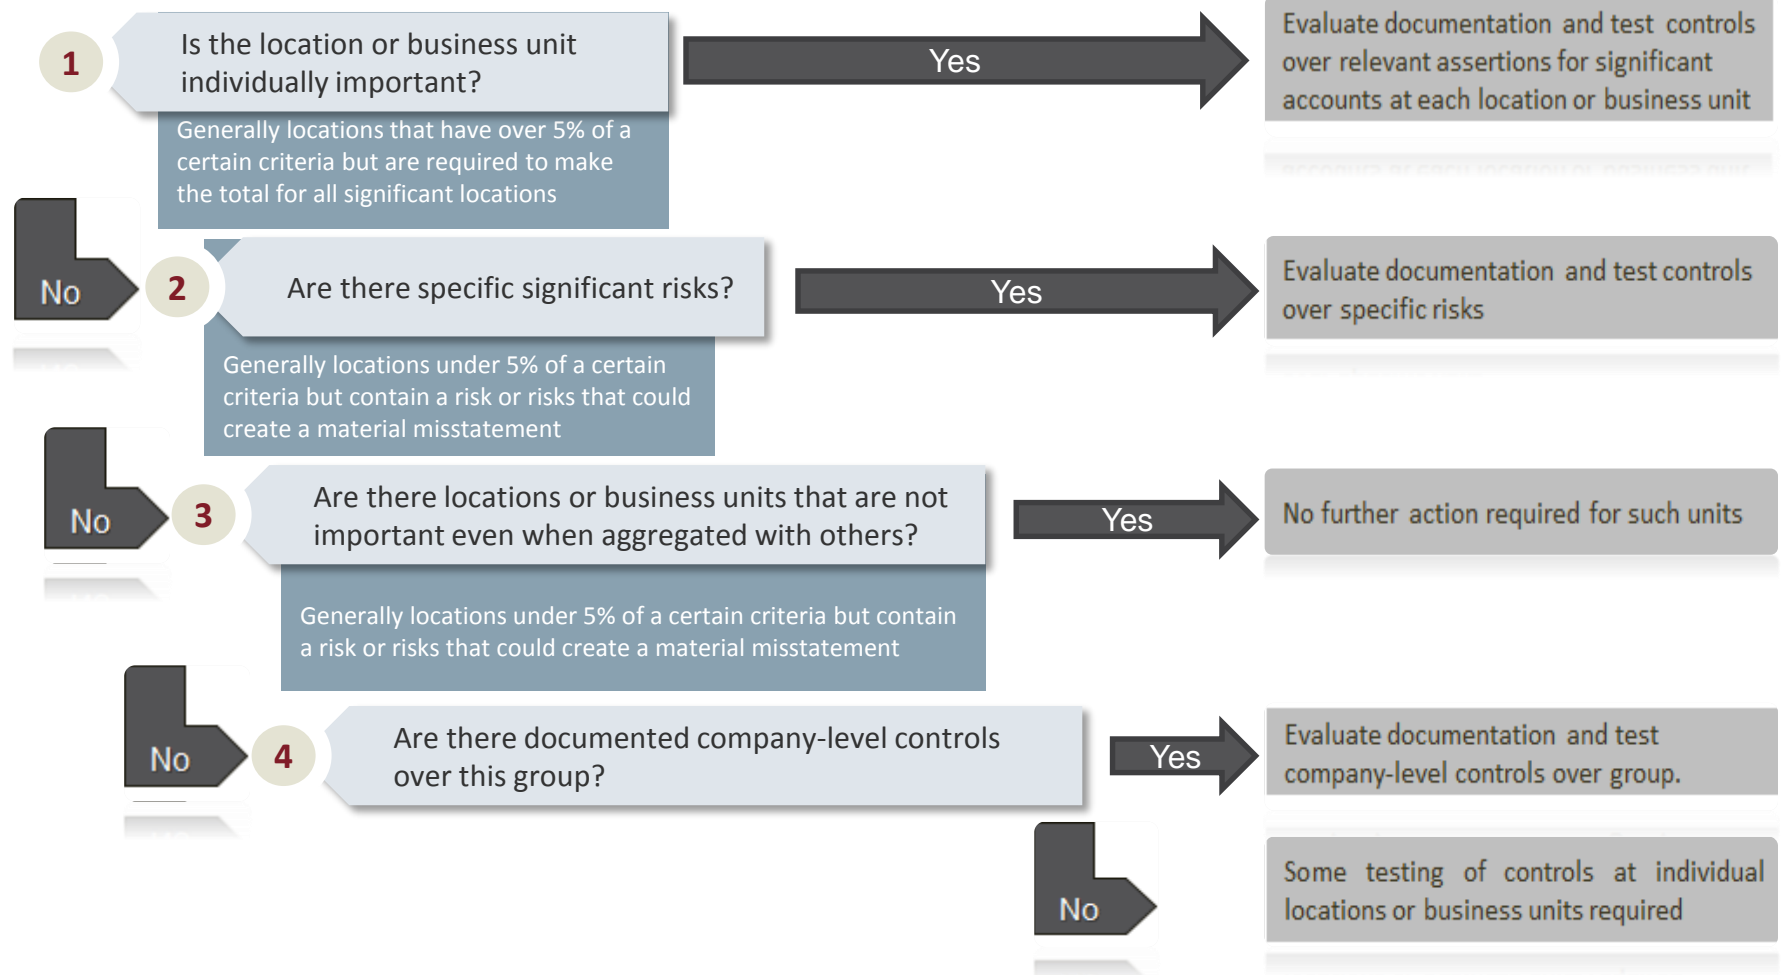 1
Is the location or business unit
individually important?
Yes
Evaluate documentation and test controls
over relevant assertions for significant
accounts at each location or business unit
Generally locations that have over 5% of a
certain criteria but are required to make
the total for all significant locations
No
2
Are there specific significant risks?
Yes
Evaluate documentation and test controls
over specific risks
Generally locations under 5% of a certain
criteria but contain a risk or risks that could
create a material misstatement
No
3
Are there locations or business units that are not
important even when aggregated with others?
Yes
No further action required for such units
Generally locations under 5% of a certain criteria but contain
a risk or risks that could create a material misstatement
No
4
Are there documented company-level controls
over this group?
Yes
Evaluate documentation and test
company-level controls over group.
No
Some testing of controls at individual
locations or business units required